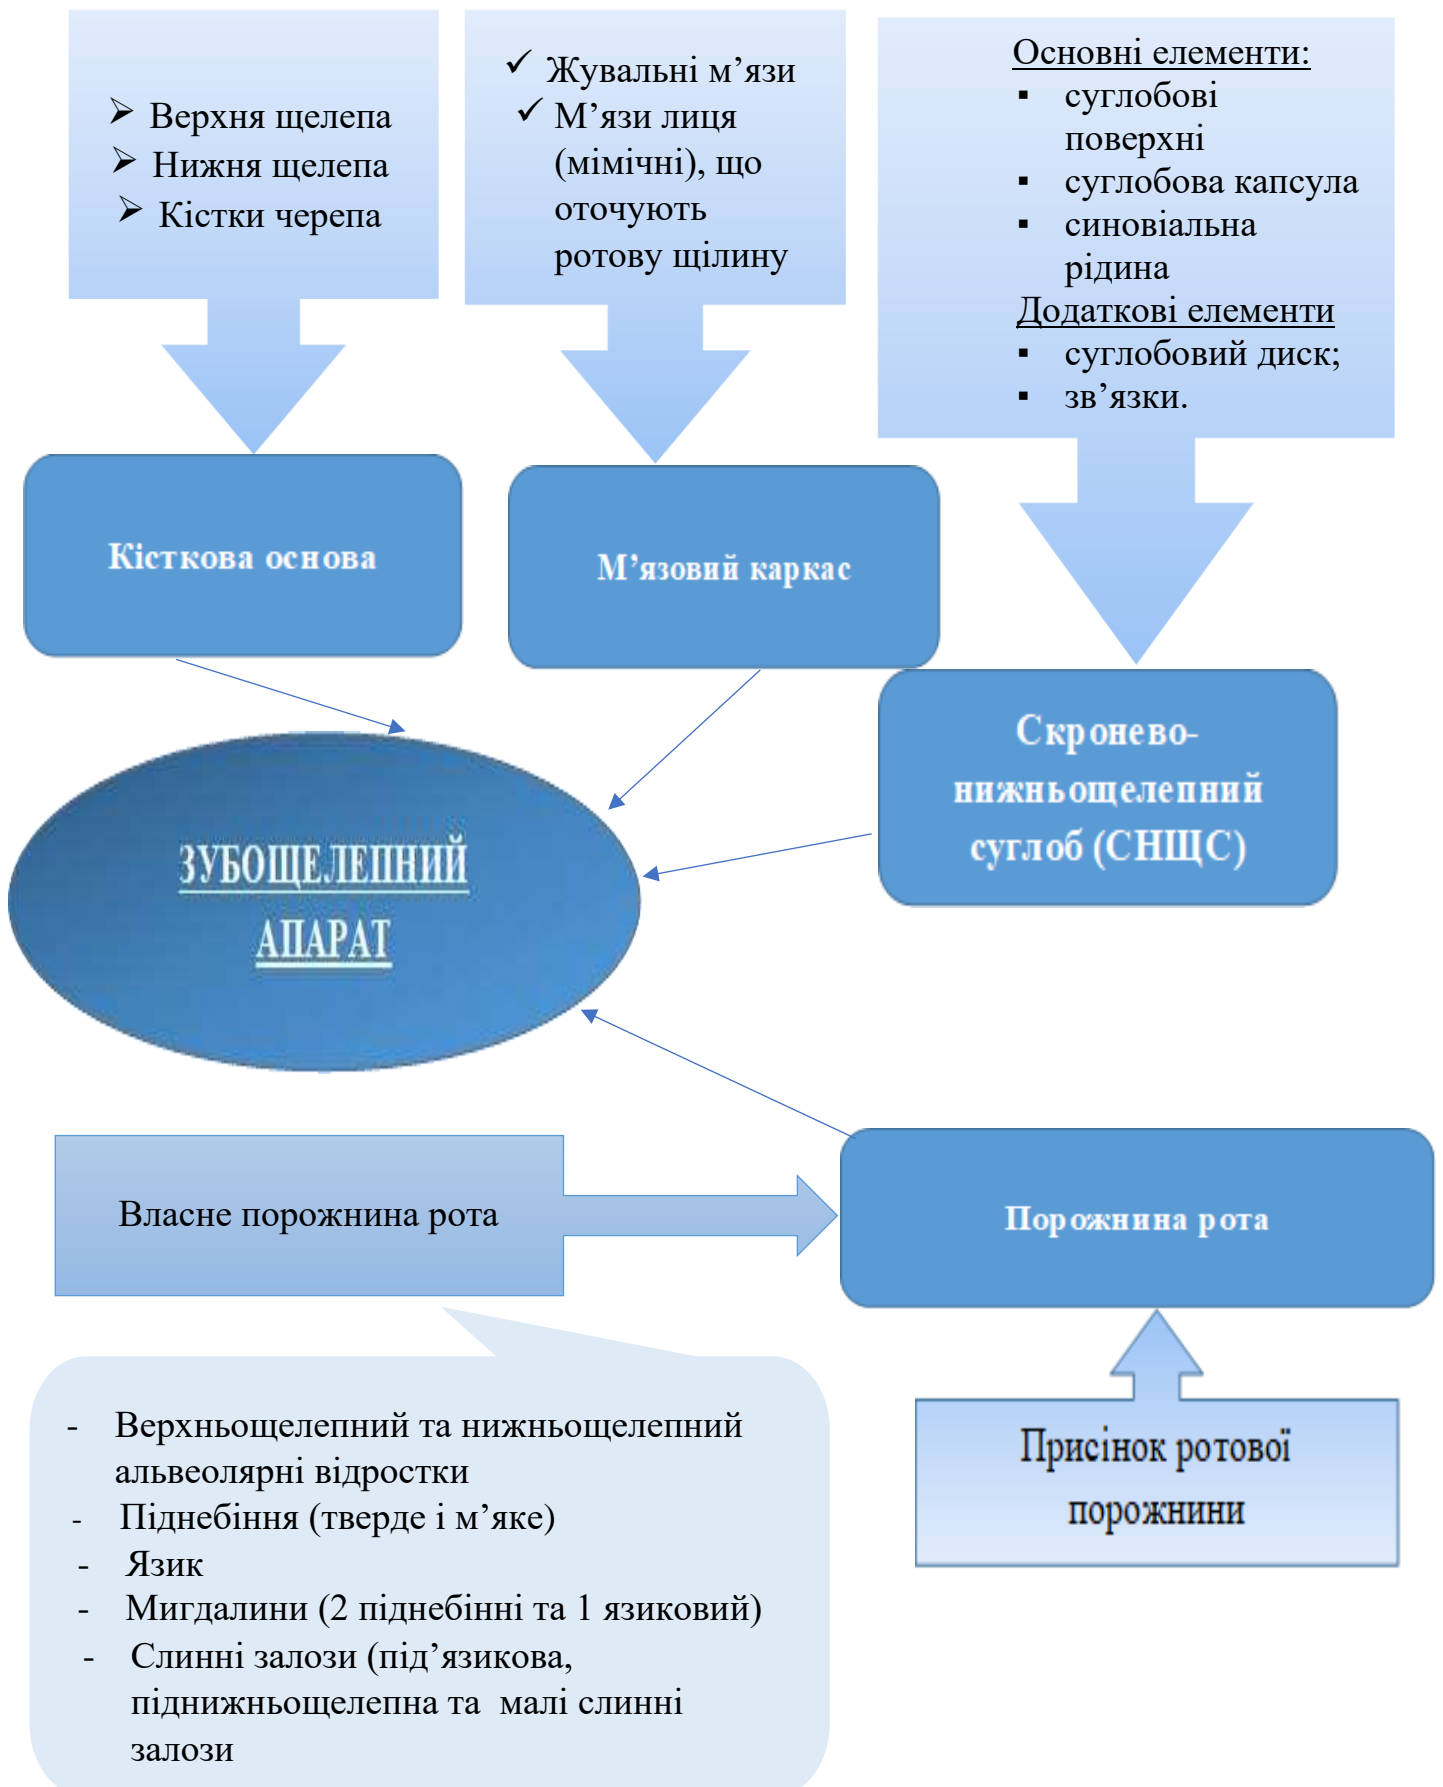 ➢ Верхня щелепа
➢ Нижня щелепа
➢ Кістки черепа
✓ Жувальні м’язи
✓ М’язи лиця
(мімічні), що
оточують
ротову щілину
Основні елементи:
▪ суглобові
поверхні
▪ суглобова капсула
▪ синовіальна
рідина
Додаткові елементи
▪ суглобовий диск;
▪ зв’язки.
Кісткова основа
М’язовий каркас
Скронево-
нижньощелепний
суглоб (СНЩС)
ЗУБОЩЕЛЕПНИЙ
АПАРАТ
Власне порожнина рота
Порожнина рота
- Верхньощелепний та нижньощелепний
альвеолярні відростки
- Піднебіння (тверде і м’яке)
- Язик
- Мигдалини (2 піднебінні та 1 язиковий)
- Слинні залози (під’язикова,
піднижньощелепна та малі слинні
залози
Присінок ротової
порожнини